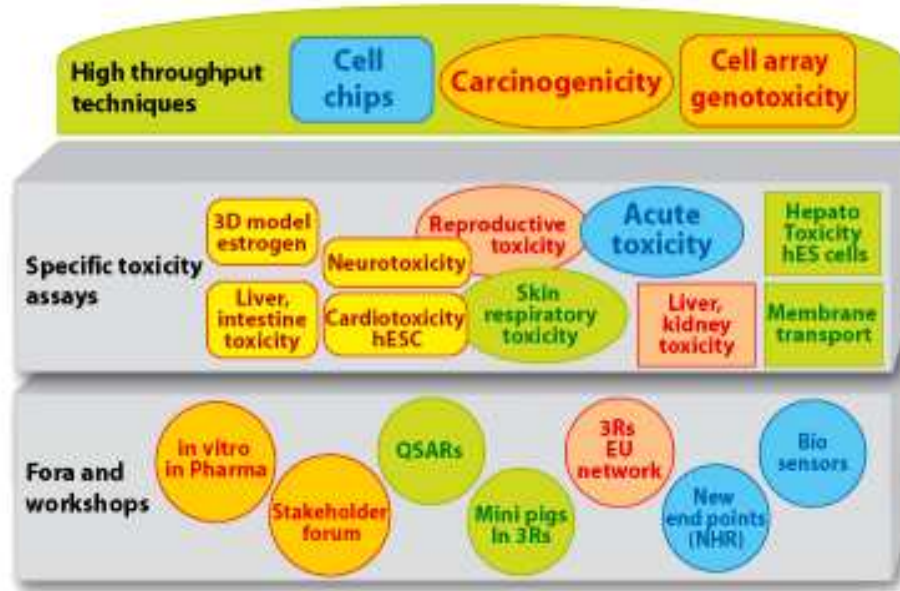 High throughput
techniques
Cell
chips
Carcinogenicity
Cell array
genotoxicity
Specific toxicity
assays
3D model
estrogen
Neurotoxicity
Reproductive
toxicity
Acute
toxicity
Hepato
Toxicity
hES cells
Liver,
intestine
toxicity
Cardiotoxicity
hESC
Skin
respiratory
toxicity
Liver,
kidney
toxicity
Membrane
transport
Fora and
workshops
in vitro
in Pharma
Stakeholder
forum
QSARs
Mini pigs
In 3Rs
3Rs
EU
network
New
end points
(NHR)
Bio
sensors